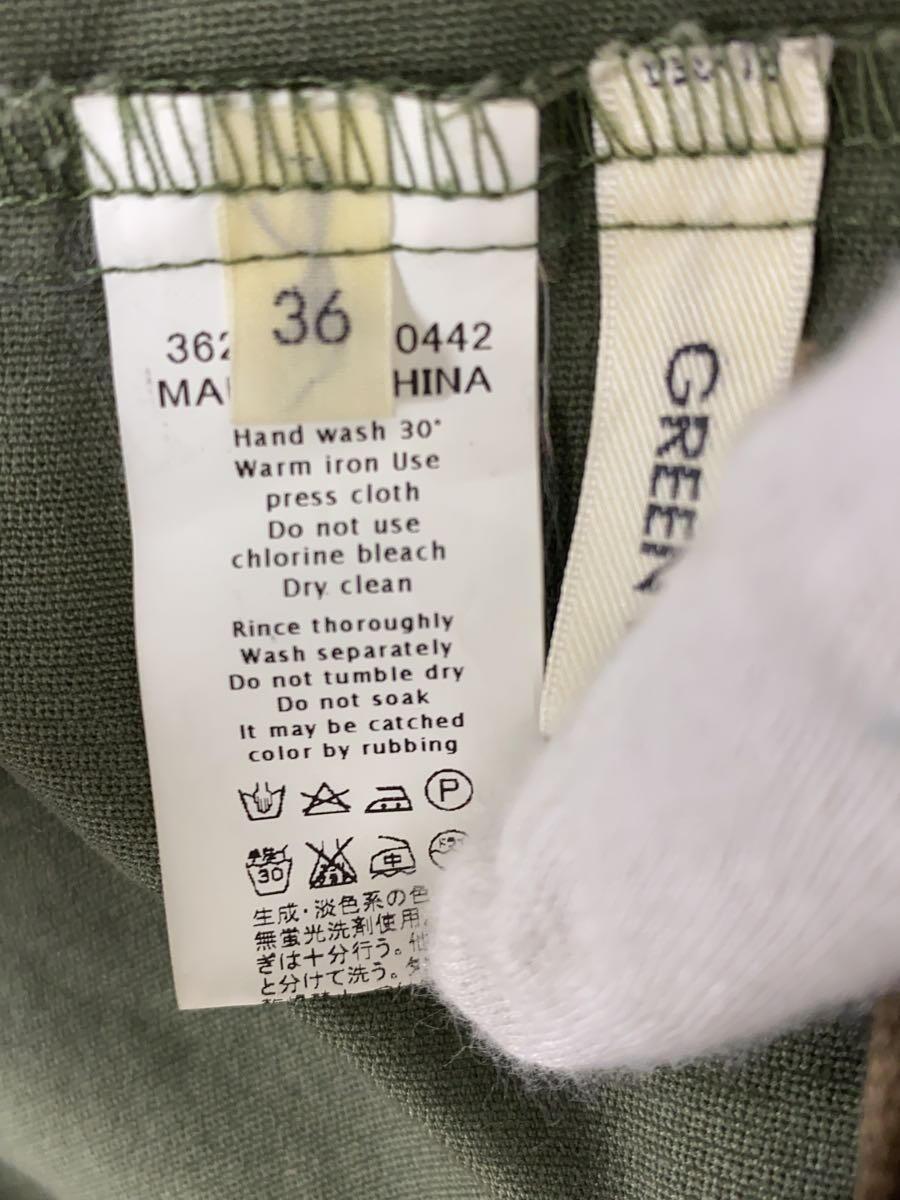 36
362 0442
MA HINA
Hand wash 30°
Warm iron Use
press cloth
Do not use
chlorine bleach
Dry clean
Rince thoroughly
Wash separately
Do not tumble dry
Do not soak
It may be catched
color by rubbing
P
30 中
生成・淡色系の色
無蛍光洗剤使用。
ぎは十分行う。他
と分けて洗う。
GREEN